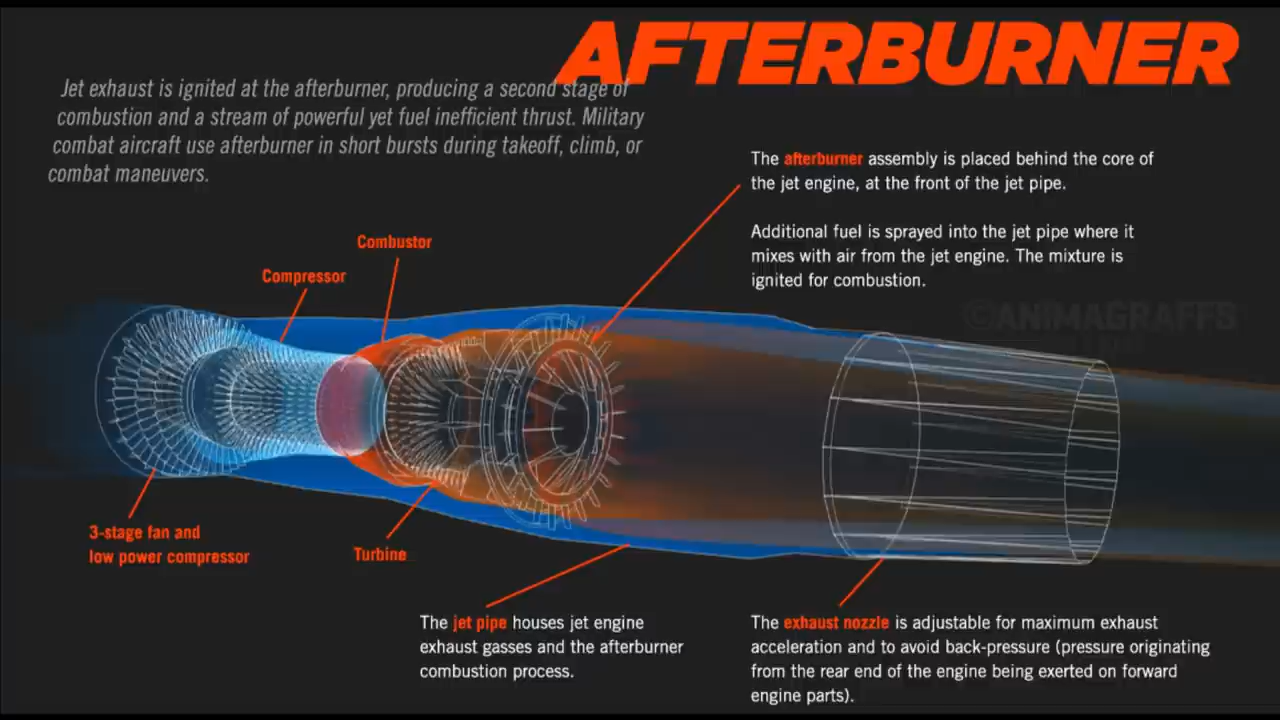 AFTERBURNER
Jet exhaust is ignited at the afterburner, producing a second stage of
combustion and a stream of powerful yet fuel inefficient thrust. Military
combat aircraft use afterburner in short bursts during takeoff, climb, or
combat maneuvers.
The afterburner assembly is placed behind the core of
the jet engine, at the front of the jet pipe.
Additional fuel is sprayed into the jet pipe where it
mixes with air from the jet engine. The mixture is
ignited for combustion.
Combustor
Compressor
©ANIMAGRAFFS
3-stage fan and
low power compressor
Turbine
The jet pipe houses jet engine
exhaust gasses and the afterburner
combustion process.
The exhaust nozzle is adjustable for maximum exhaust
acceleration and to avoid back-pressure (pressure originating
from the rear end of the engine being exerted on forward
engine parts).